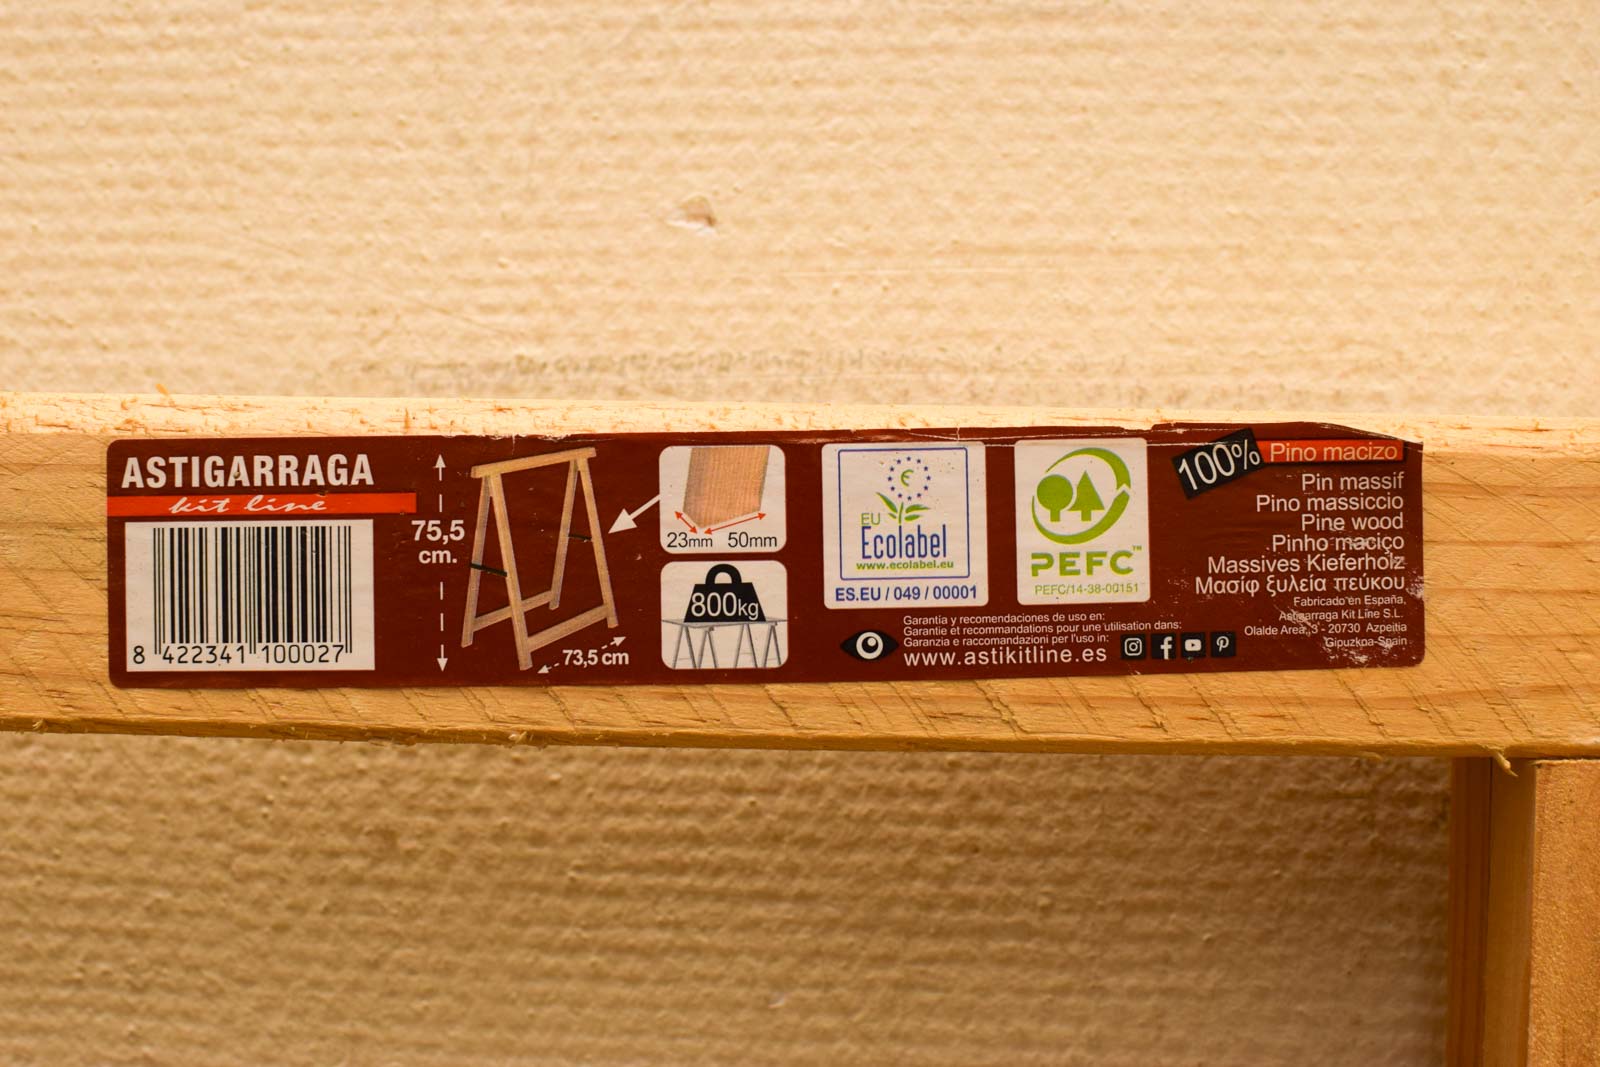 ASTIGARRAGA
kit line
8 422341 100027
75,5
cm.
73,5 cm
23mm 50mm
800kg
EU
Ecolabel
www.ecolabel.eu
ES.EU / 049 / 00001
PEFC™
PEFC/14-38-00151
100% Pino macizo
Pin massif
Pino massiccio
Pine wood
Pinho maciço
Massives Kieferholz
Μασίφ ξυλεία πεύκου
Fabricado en España,
Astigarraga Kit Line S.L.
Olalde Area, 3 - 20730 Azpeitia
Gipuzkoa-Spain
Garantía y recomendaciones de uso en:
Garantie et recommandations pour une utilisation dans:
Garanzia e raccomandazioni per l'uso in:
www.astikitline.es